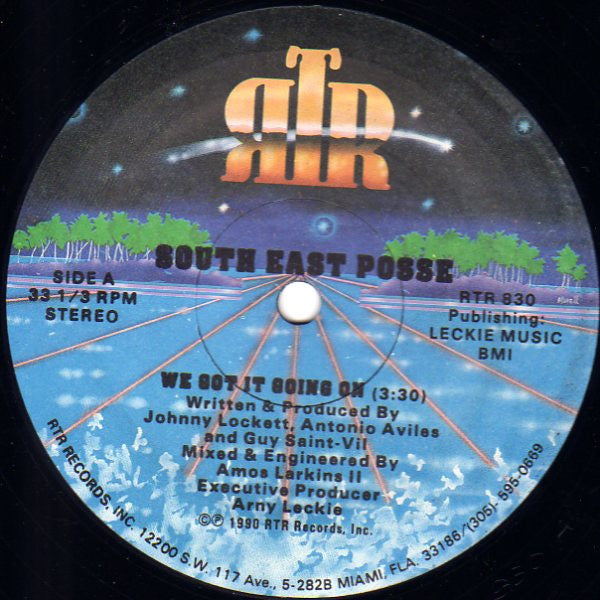 RTR
SOUTH EAST POSSE
SIDE A
33 1/3 RPM
STEREO
RTR 830
Publishing:
LECKIE MUSIC
BMI
WE GOT IT GOING ON (3:30)
Written & Produced By
Johnny Lockett, Antonio Aviles
and Guy Saint-Vil
Mixed & Engineered By
Amos Larkins II
Executive Producer
Arny Leckie
©℗ 1990 RTR Records, Inc.
RTR RECORDS, INC. 12200 S.W. 117 Ave., 5-282B MIAMI, FLA. 33186/(305)-595-0669